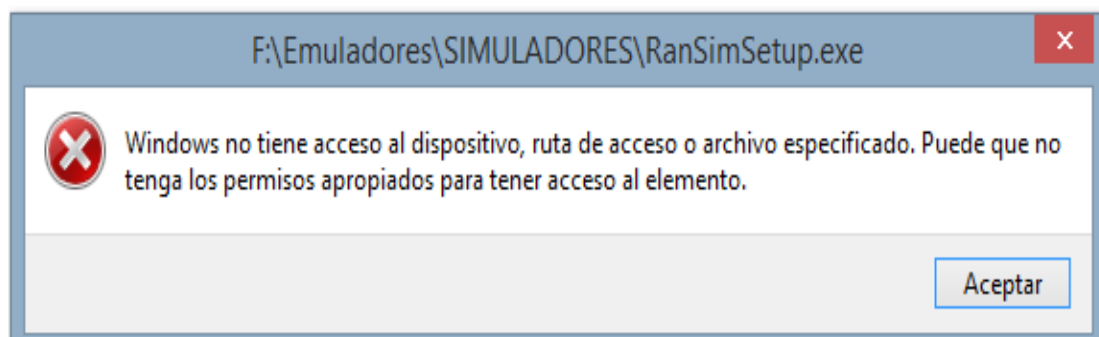 F:\Emuladores\SIMULADORES\RanSimSetup.exe
x
Windows no tiene acceso al dispositivo, ruta de acceso o archivo especificado. Puede que no
tenga los permisos apropiados para tener acceso al elemento.
Aceptar